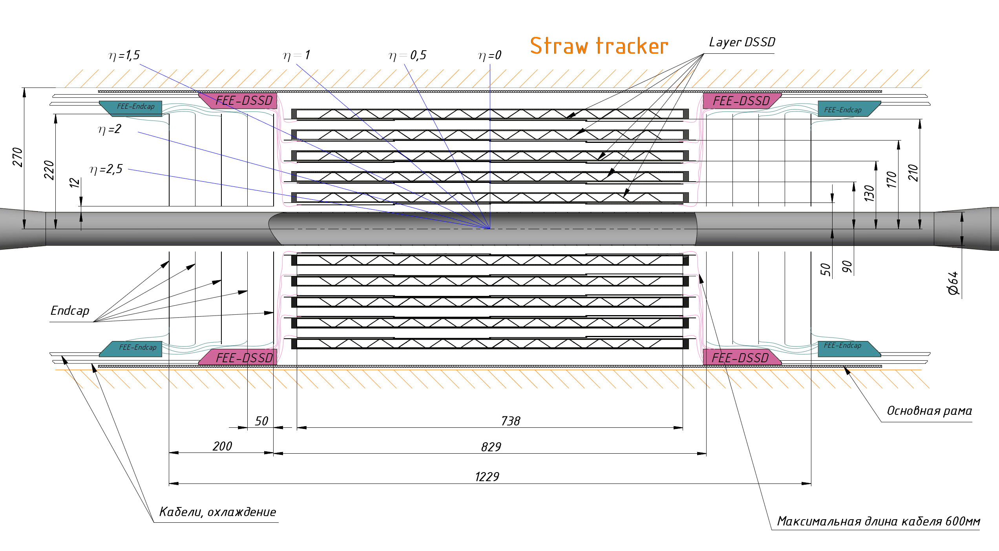 Straw tracker
Layer DSSD
η=1,5
η=1
η=0,5
η=0
FEE-DSSD
FEE-DSSD
FEE-Endcap
FEE-Endcap
η=2
η=2,5
270
220
12
210
170
130
90
50
Ø64
Endcap
FEE-Endcap
FEE-Endcap
FEE-DSSD
FEE-DSSD
Основная рама
50
738
200
829
1229
Кабели, охлаждение
Максимальная длина кабеля 600мм